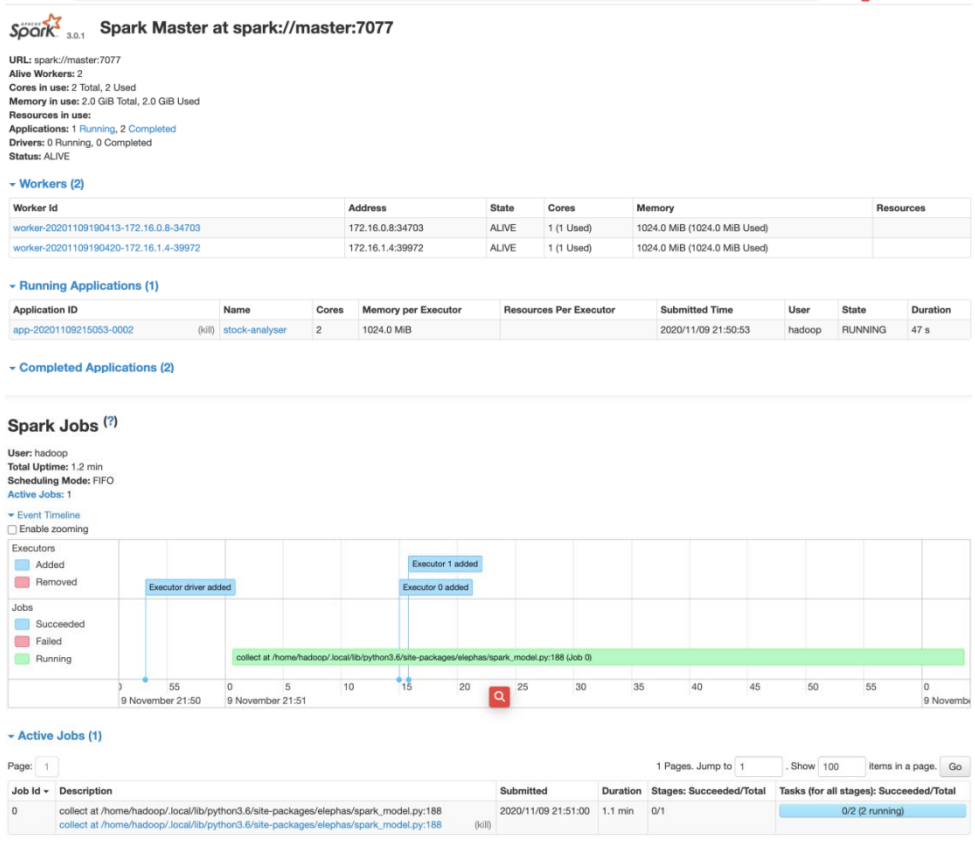 APACHE
Spark 3.0.1 Spark Master at spark://master:7077
URL: spark://master:7077
Alive Workers: 2
Cores in use: 2 Total, 2 Used
Memory in use: 2.0 GiB Total, 2.0 GiB Used
Resources in use:
Applications: 1 Running, 2 Completed
Drivers: 0 Running, 0 Completed
Status: ALIVE
Workers (2)
Worker Id Address State Cores Memory Resources
worker-20201109190413-172.16.0.8-34703 172.16.0.8:34703 ALIVE 1 (1 Used) 1024.0 MiB (1024.0 MiB Used)
worker-20201109190420-172.16.1.4-39972 172.16.1.4:39972 ALIVE 1 (1 Used) 1024.0 MiB (1024.0 MiB Used)
Running Applications (1)
Application ID Name Cores Memory per Executor Resources Per Executor Submitted Time User State Duration
app-20201109215053-0002 (kill) stock-analyser 2 1024.0 MiB 2020/11/09 21:50:53 hadoop RUNNING 47 s
Completed Applications (2)
Spark Jobs (?)
User: hadoop
Total Uptime: 1.2 min
Scheduling Mode: FIFO
Active Jobs: 1
Event Timeline
Enable zooming
Executors
Added
Removed
Executor 1 added
Executor driver added Executor 0 added
Jobs
Succeeded
Failed
Running
collect at /home/hadoop/.local/lib/python3.6/site-packages/elephas/spark_model.py:188 (Job 0)
55 0 5 10 15 20 25 30 35 40 45 50 55 0
9 November 21:50 9 November 21:51 9 Novemb
Active Jobs (1)
Page: 1 1 Pages. Jump to 1 . Show 100 items in a page. Go
Job Id Description Submitted Duration Stages: Succeeded/Total Tasks (for all stages): Succeeded/Total
0 collect at /home/hadoop/.local/lib/python3.6/site-packages/elephas/spark_model.py:188 2020/11/09 21:51:00 1.1 min 0/1 0/2 (2 running)
collect at /home/hadoop/.local/lib/python3.6/site-packages/elephas/spark_model.py:188 (kill)